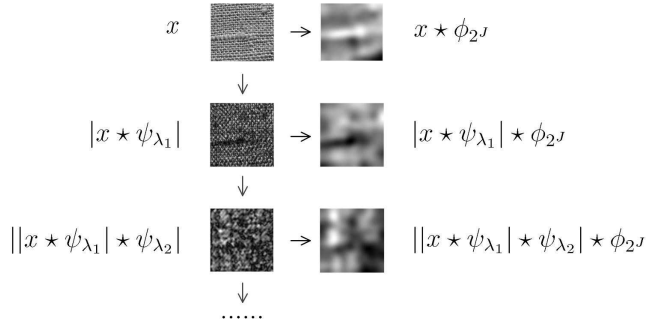 x → x ⋆ ϕ_{2^J}
↓
|x ⋆ ψ_{λ_1}| → |x ⋆ ψ_{λ_1}| ⋆ ϕ_{2^J}
↓
||x ⋆ ψ_{λ_1}| ⋆ ψ_{λ_2}| → ||x ⋆ ψ_{λ_1}| ⋆ ψ_{λ_2}| ⋆ ϕ_{2^J}
↓
......